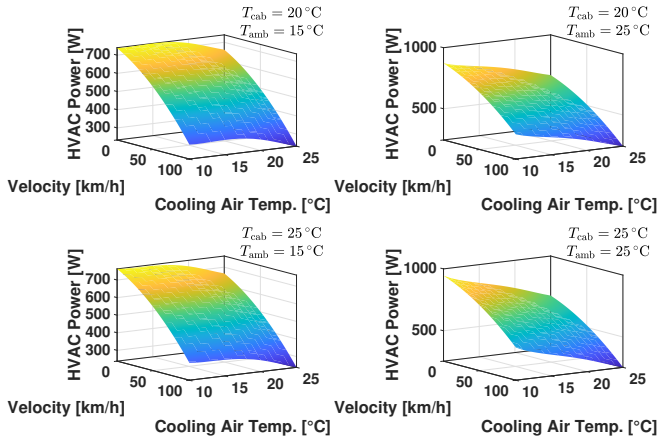 T_cab = 20 °C
T_amb = 15 °C
HVAC Power [W]
700
600
500
400
300
0
50
100
10
15
20
25
Velocity [km/h]
Cooling Air Temp. [°C]
T_cab = 20 °C
T_amb = 25 °C
HVAC Power [W]
1000
500
0
50
100
10
15
20
25
Velocity [km/h]
Cooling Air Temp. [°C]
T_cab = 25 °C
T_amb = 15 °C
HVAC Power [W]
700
600
500
400
300
0
50
100
10
15
20
25
Velocity [km/h]
Cooling Air Temp. [°C]
T_cab = 25 °C
T_amb = 25 °C
HVAC Power [W]
1000
500
0
50
100
10
15
20
25
Velocity [km/h]
Cooling Air Temp. [°C]